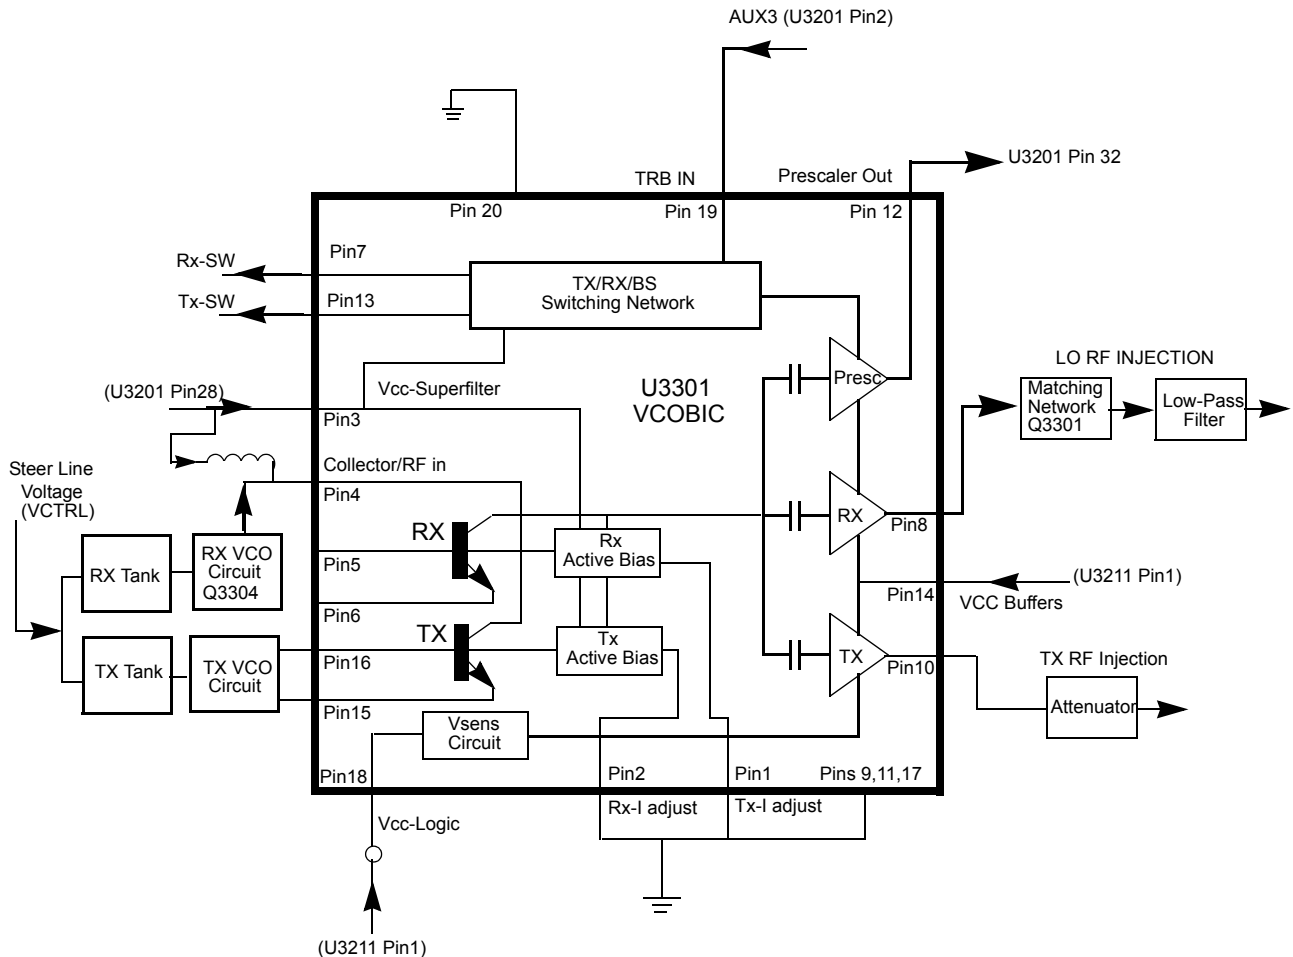 AUX3 (U3201 Pin2)
U3201 Pin 32
TRB IN
Prescaler Out
Pin 20
Pin 19
Pin 12
Rx-SW
Pin7
Tx-SW
Pin13
TX/RX/BS
Switching Network
(U3201 Pin28)
Vcc-Superfilter
Pin3
U3301
VCOBIC
Presc
LO RF INJECTION
Matching
Network
Q3301
Low-Pass
Filter
Steer Line
Voltage
(VCTRL)
Collector/RF in
Pin4
RX
Rx
Active Bias
RX
Pin8
RX Tank
RX VCO
Circuit
Q3304
Pin5
Pin6
(U3211 Pin1)
Pin14
VCC Buffers
TX
Tx
Active Bias
TX
Pin10
TX Tank
TX VCO
Circuit
Pin16
Pin15
TX RF Injection
Attenuator
Vsens
Circuit
Pin18
Pin2
Pin1
Pins 9,11,17
Rx-I adjust
Tx-I adjust
Vcc-Logic
(U3211 Pin1)